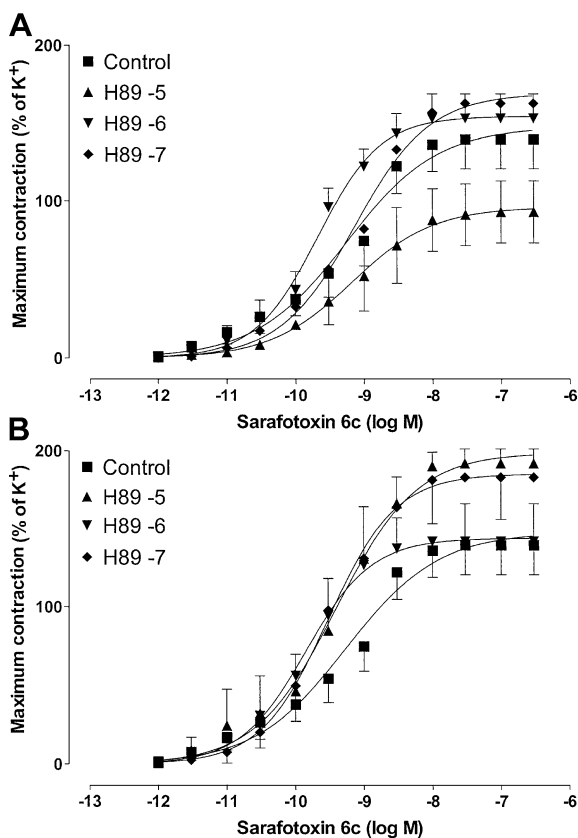 A
200
Control
H89 -5
H89 -6
H89 -7
100
0
Maximum contraction (% of K+)
-13 -12 -11 -10 -9 -8 -7 -6
Sarafotoxin 6c (log M)
B
200
Control
H89 -5
H89 -6
H89 -7
100
0
Maximum contraction (% of K+)
-13 -12 -11 -10 -9 -8 -7 -6
Sarafotoxin 6c (log M)